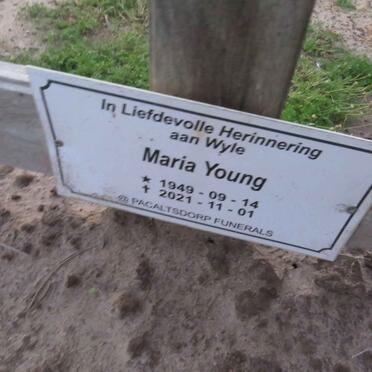 In Liefdevolle Herinnering
aan Wyle
Maria Young
★ 1949 - 09 - 14
✝ 2021 - 11 - 01
@ PACALTSDORP FUNERALS